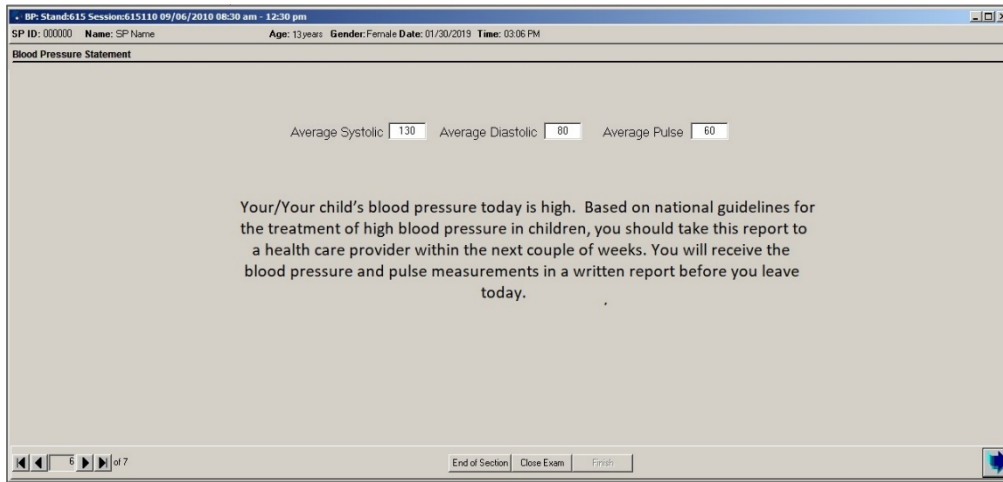 BP: Stand:615 Session:615110 09/06/2010 08:30 am - 12:30 pm
SP ID: 000000 Name: SP Name Age: 13 years Gender: Female Date: 01/30/2019 Time: 03:06 PM
Blood Pressure Statement
Average Systolic 130 Average Diastolic 80 Average Pulse 60
Your/Your child's blood pressure today is high. Based on national guidelines for
the treatment of high blood pressure in children, you should take this report to
a health care provider within the next couple of weeks. You will receive the
blood pressure and pulse measurements in a written report before you leave
today.
6 of 7 End of Section Close Exam Finish